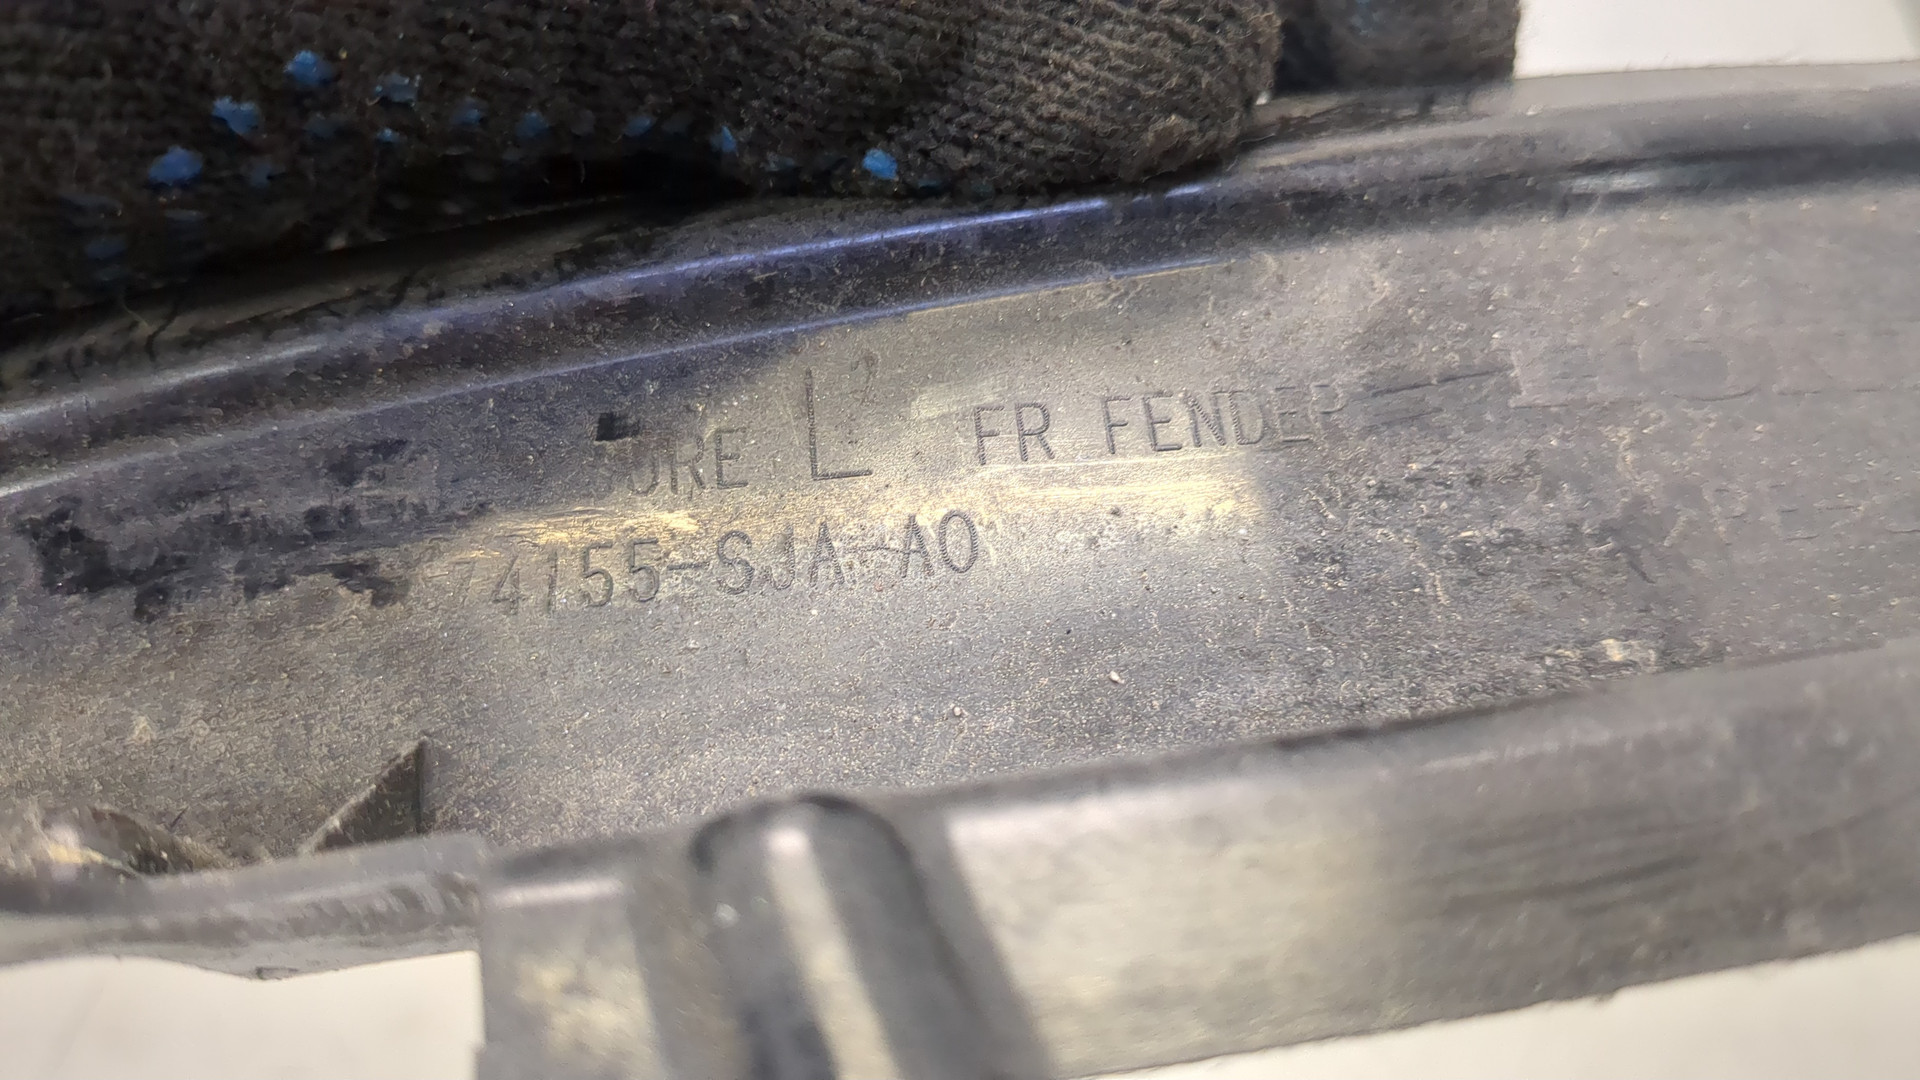 L FR FENDER
74155-SJA-A0